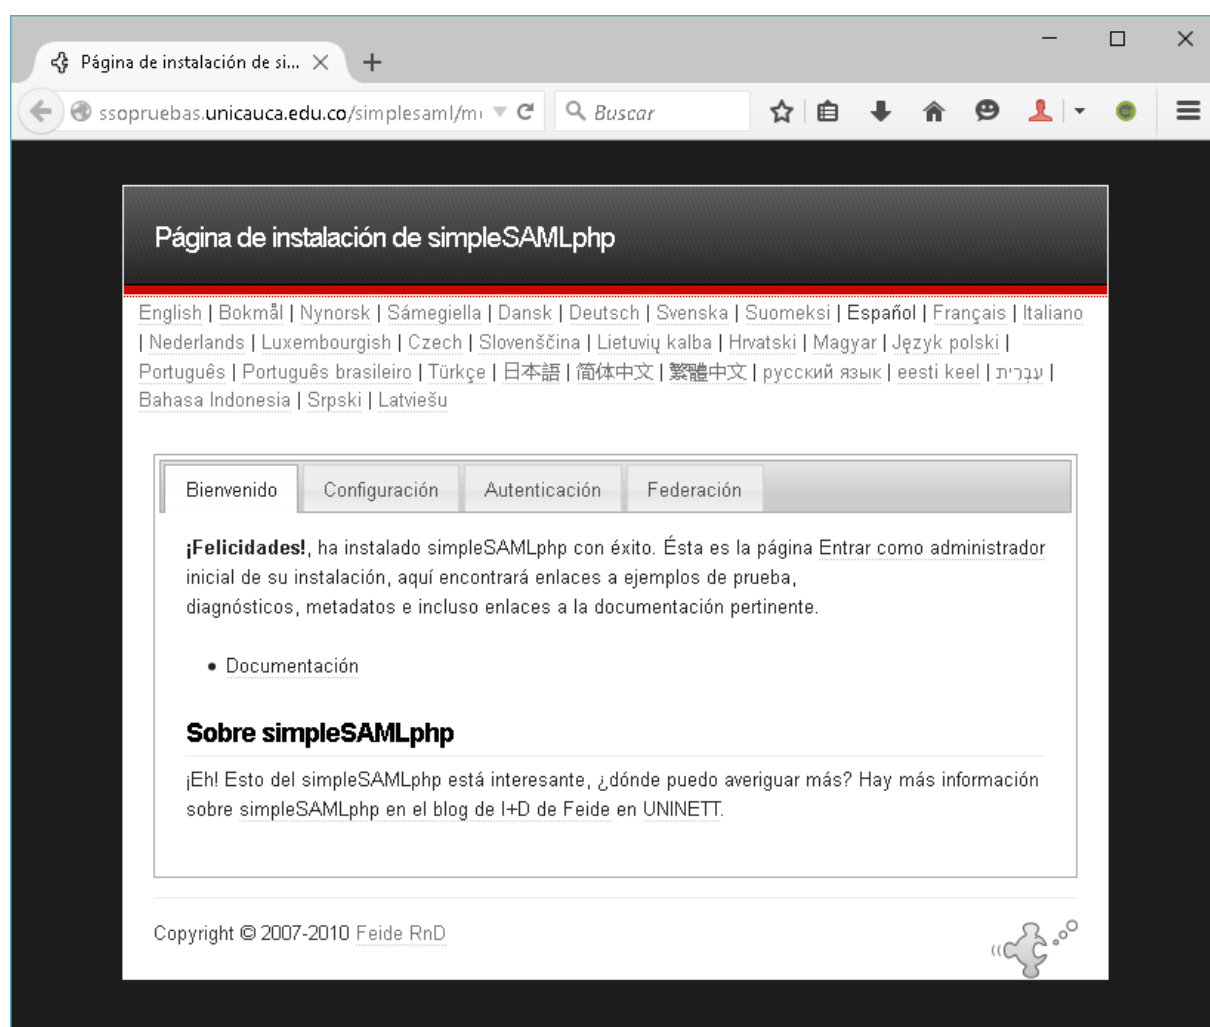 Página de instalación de si...
ssopruebas.unicauca.edu.co/simplesaml/m
Buscar
Página de instalación de simpleSAMLphp
English | Bokmål | Nynorsk | Sámegiella | Dansk | Deutsch | Svenska | Suomeksi | Español | Français | Italiano
| Nederlands | Luxembourgish | Czech | Slovenščina | Lietuvių kalba | Hrvatski | Magyar | Język polski |
Português | Português brasileiro | Türkçe | 日本語 | 简体中文 | 繁體中文 | русский язык | eesti keel | עִבְרִית |
Bahasa Indonesia | Srpski | Latviešu
Bienvenido Configuración Autenticación Federación
¡Felicidades!, ha instalado simpleSAMLphp con éxito. Ésta es la página Entrar como administrador
inicial de su instalación, aquí encontrará enlaces a ejemplos de prueba,
diagnósticos, metadatos e incluso enlaces a la documentación pertinente.
• Documentación
Sobre simpleSAMLphp
¡Eh! Esto del simpleSAMLphp está interesante, ¿dónde puedo averiguar más? Hay más información
sobre simpleSAMLphp en el blog de I+D de Feide en UNINETT.
Copyright © 2007-2010 Feide RnD